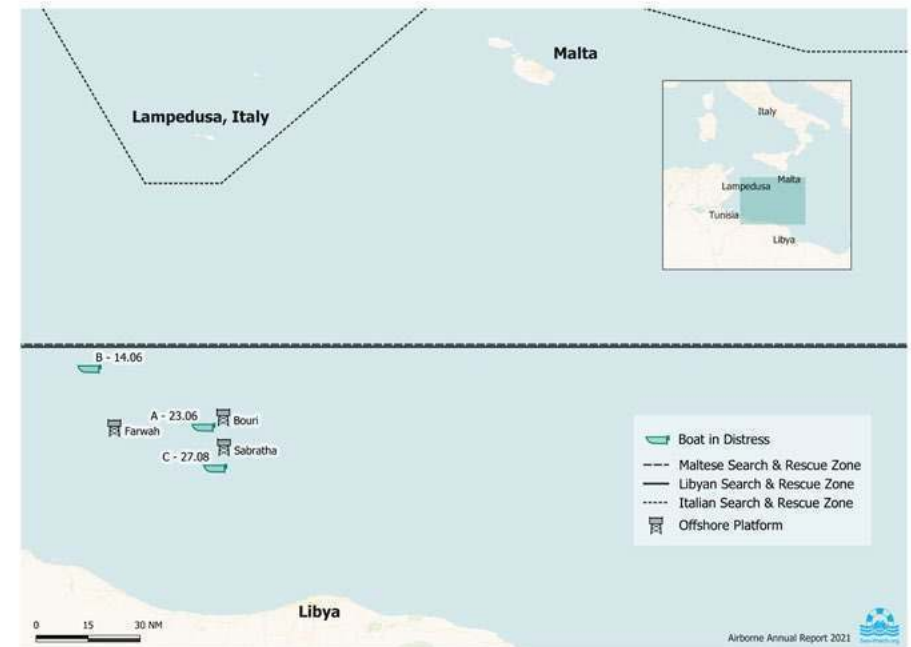 Malta
Lampedusa, Italy
Italy
Malta
Lampedusa
Tunisia
Libya
B - 14.06
A - 23.06
Bouri
Farwah
Sabratha
C - 27.08
Boat in Distress
Maltese Search & Rescue Zone
Libyan Search & Rescue Zone
Italian Search & Rescue Zone
Offshore Platform
Libya
0 15 30 NM
Airborne Annual Report 2021